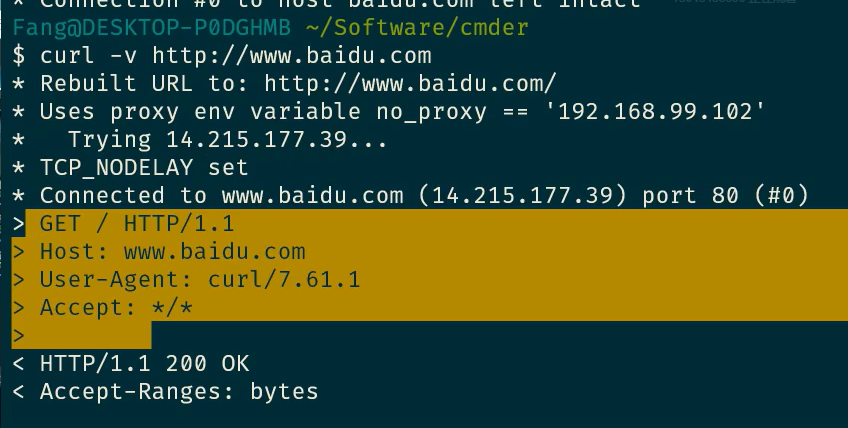 * Connection #0 to host baidu.com left intact
Fang@DESKTOP-P0DGHMB ~/Software/cmder
$ curl -v http://www.baidu.com
* Rebuilt URL to: http://www.baidu.com/
* Uses proxy env variable no_proxy == '192.168.99.102'
*   Trying 14.215.177.39...
* TCP_NODELAY set
* Connected to www.baidu.com (14.215.177.39) port 80 (#0)
> GET / HTTP/1.1
> Host: www.baidu.com
> User-Agent: curl/7.61.1
> Accept: */*
>
< HTTP/1.1 200 OK
< Accept-Ranges: bytes